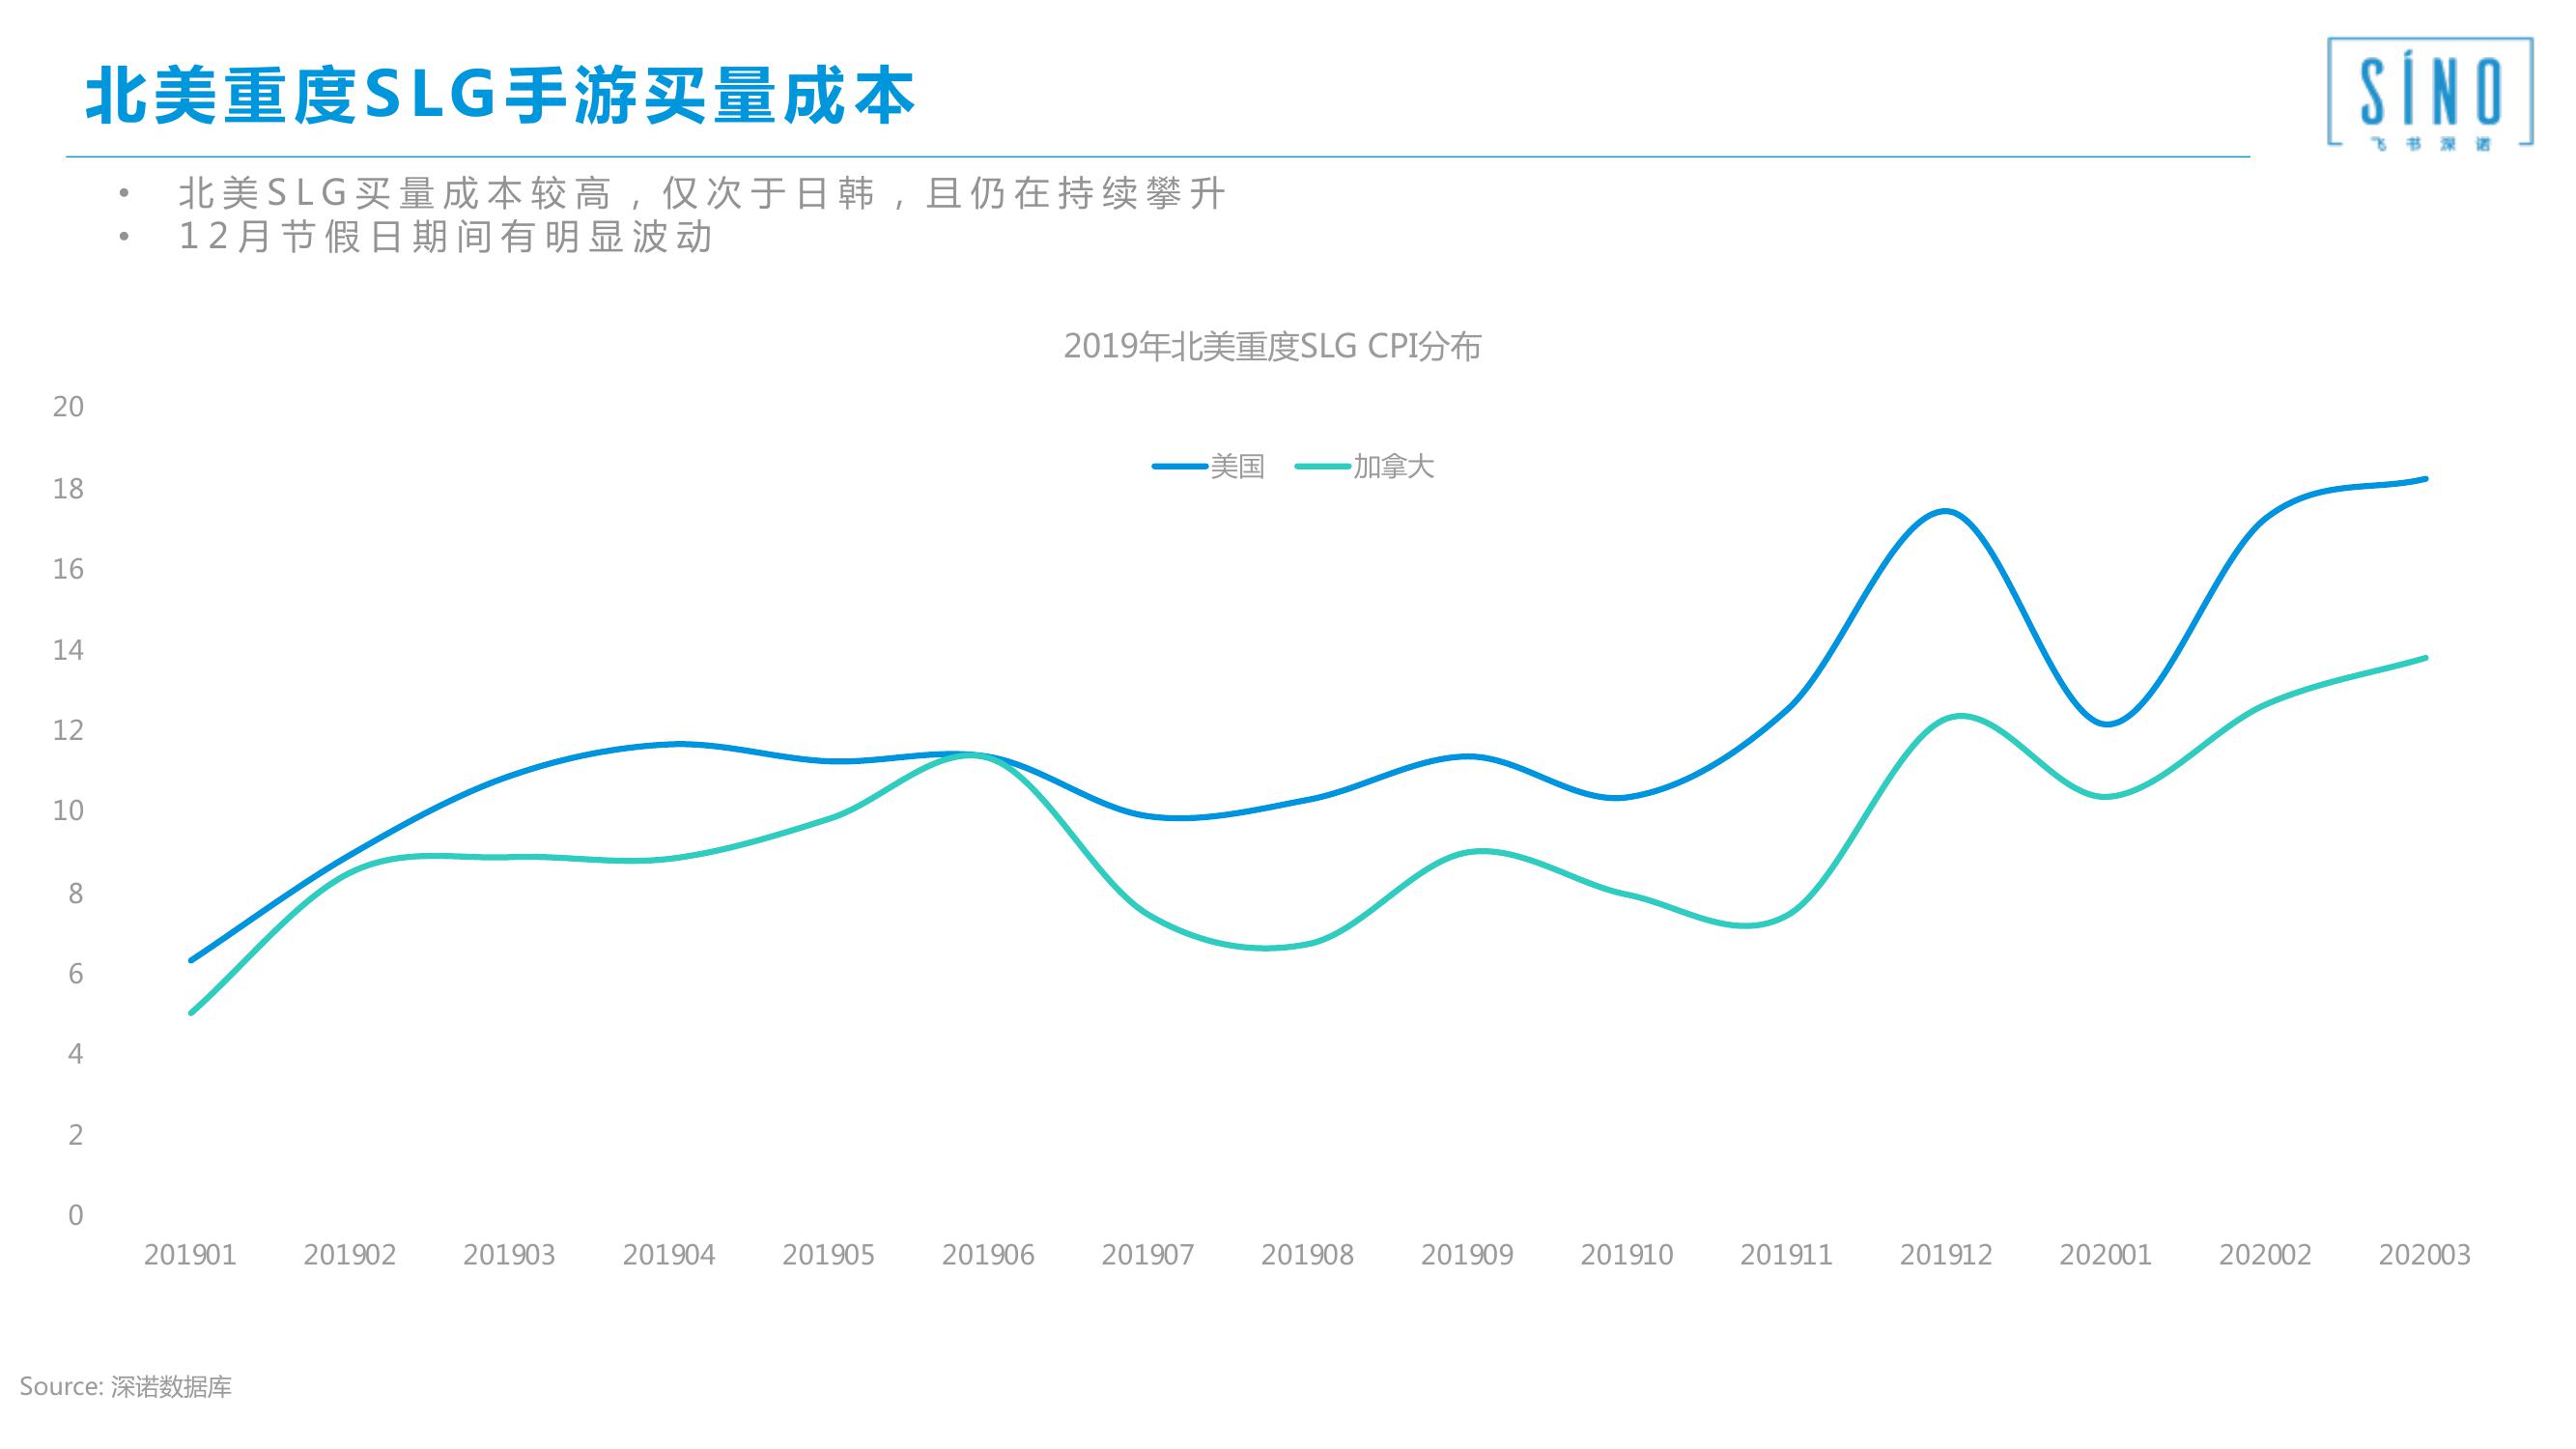 北美重度SLG手游买量成本
SÍNO
飞书深诺
• 北美SLG买量成本较高，仅次于日韩，且仍在持续攀升
• 12月节假日期间有明显波动
2019年北美重度SLG CPI分布
美国 加拿大
20
18
16
14
12
10
8
6
4
2
0
201901 201902 201903 201904 201905 201906 201907 201908 201909 201910 201911 201912 202001 202002 202003
Source: 深诺数据库